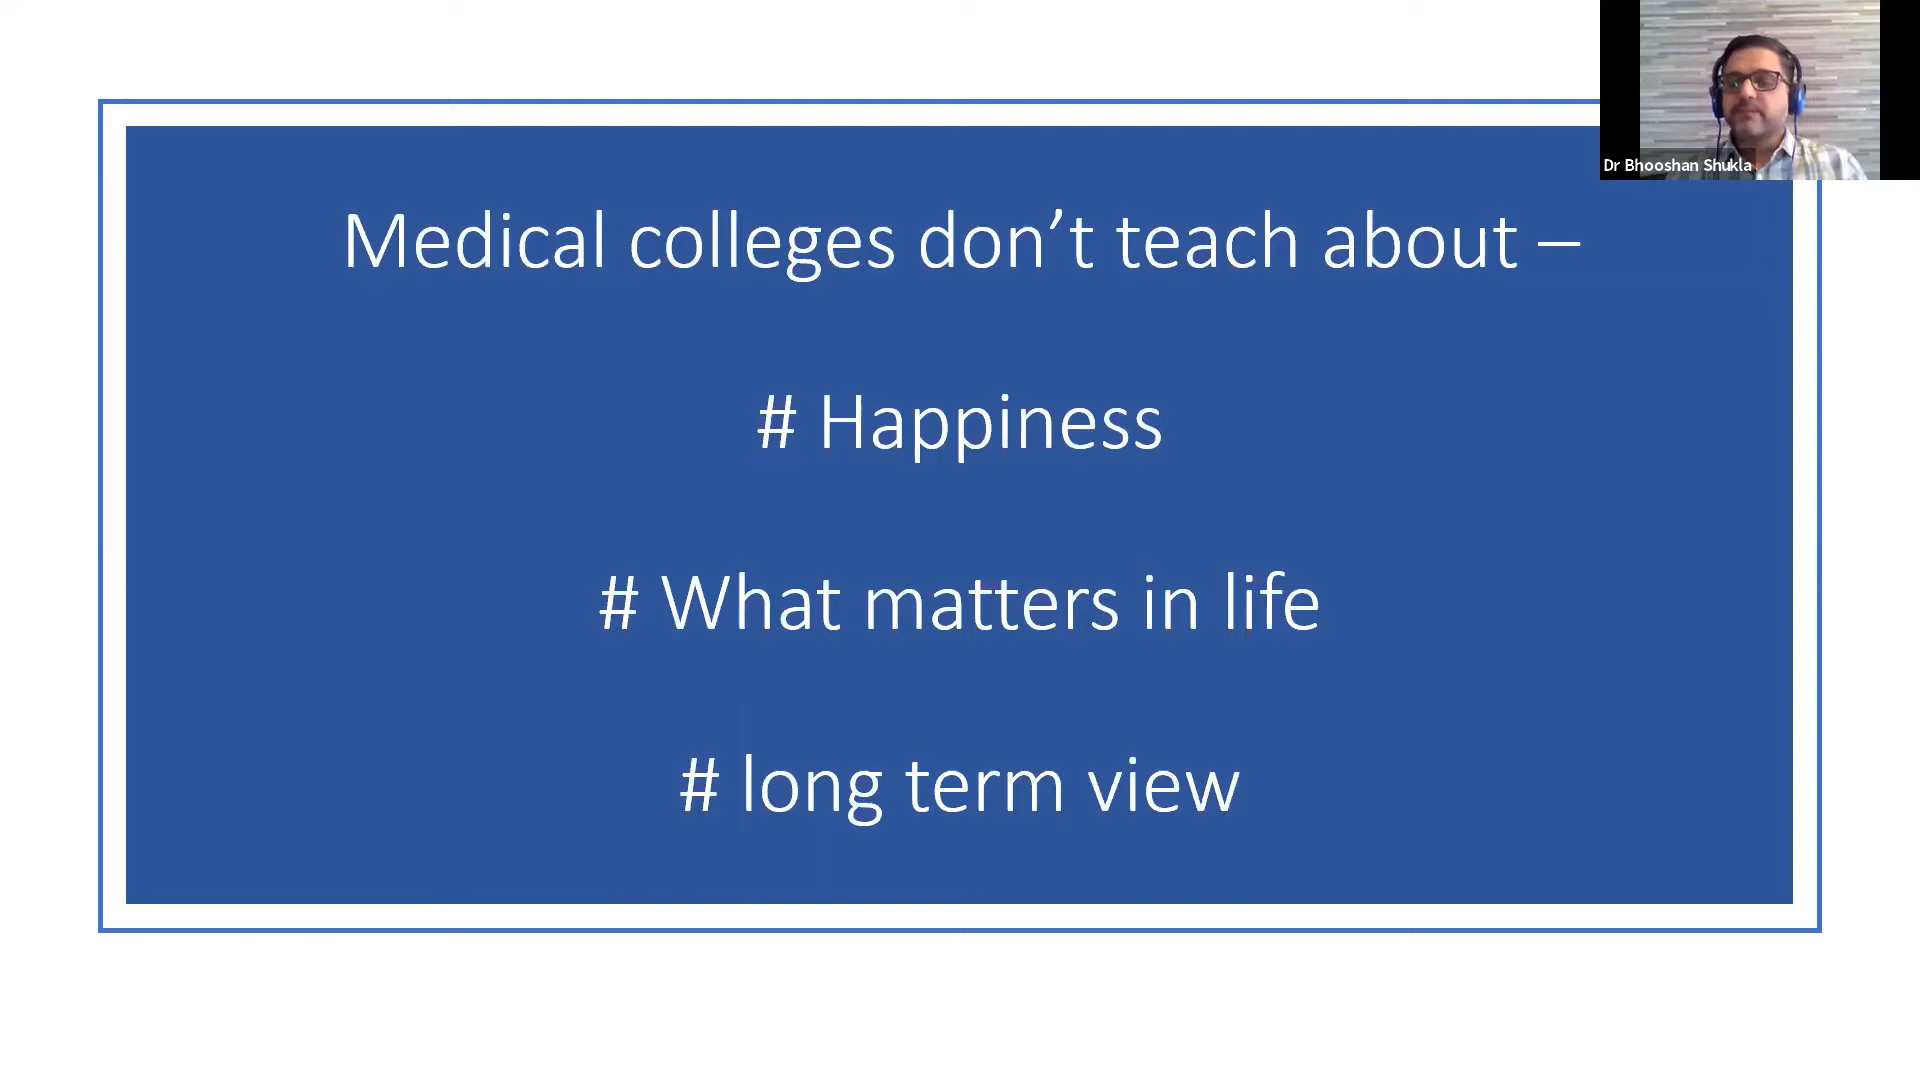 Dr Bhooshan Shukla
Medical colleges don’t teach about –
# Happiness
# What matters in life
# long term view